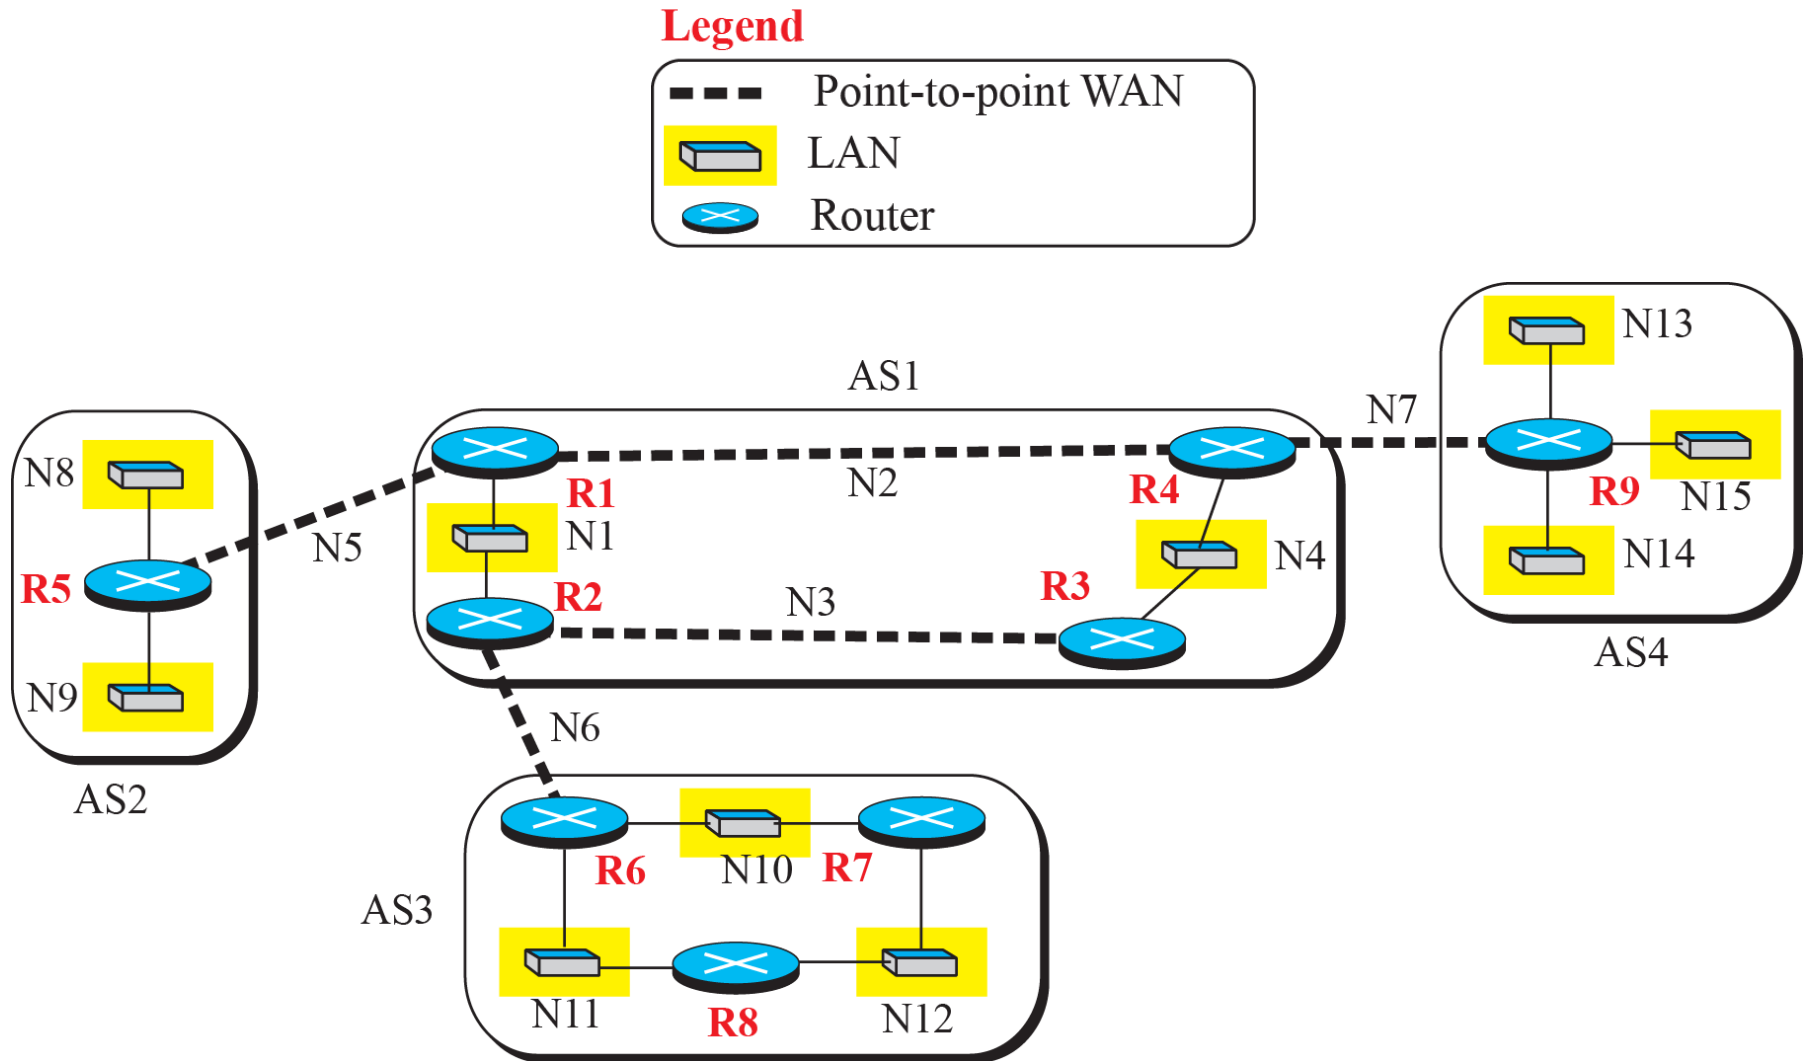 Legend
Point-to-point WAN
LAN
Router
AS1
N13
N7
N8
R1
N2
R4
R9
N15
N5
N1
N4
N14
R5
R2
N3
R3
AS4
N9
N6
AS2
R6
N10
R7
AS3
N11
R8
N12